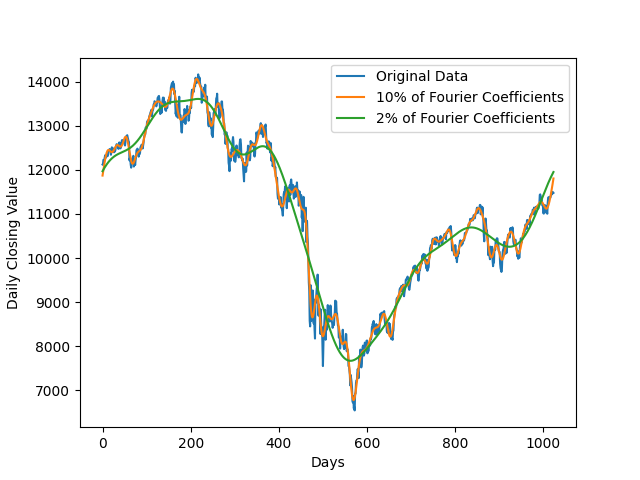 Original Data
10% of Fourier Coefficients
2% of Fourier Coefficients
14000
13000
12000
11000
10000
9000
8000
7000
Daily Closing Value
0 200 400 600 800 1000
Days